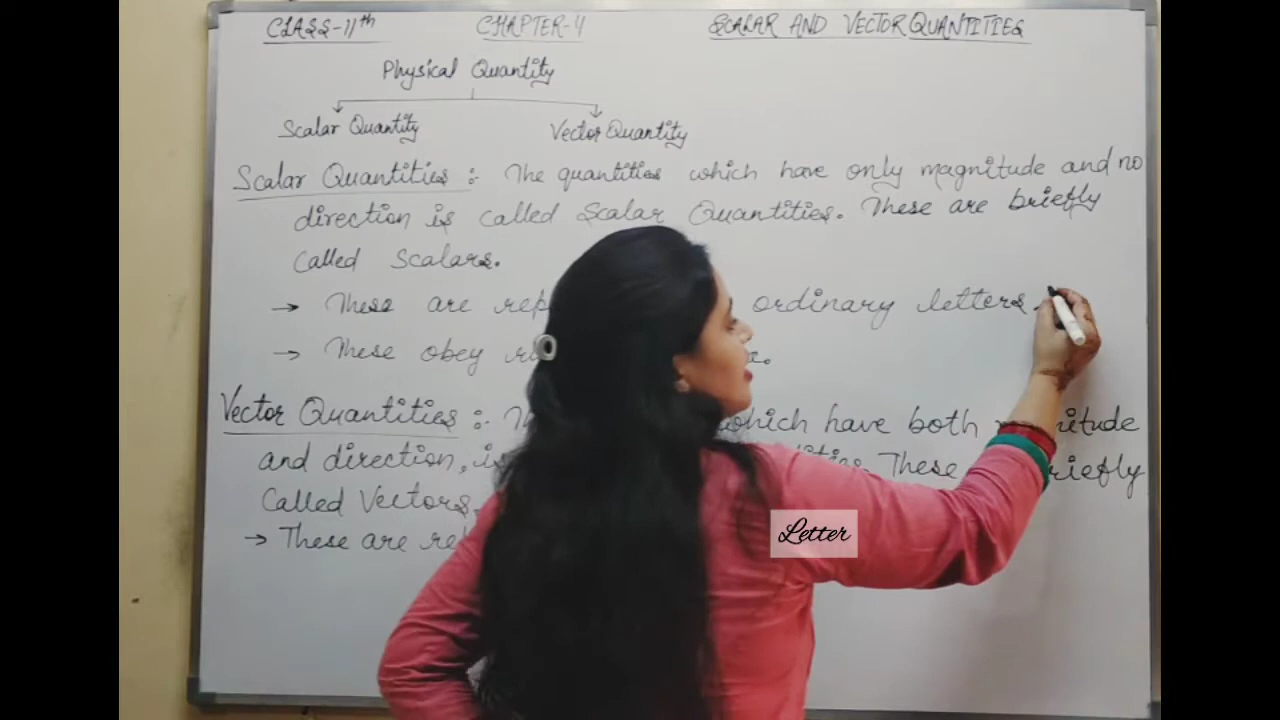 CLASS-11th CHAPTER-4 SCALAR AND VECTOR QUANTITIES
Physical Quantity
Scalar Quantity Vector Quantity
Scalar Quantities :- The quantities which have only magnitude and no
direction is called Scalar Quantities. These are briefly
called Scalars.
→ These are rep ordinary letters.
→ These obey
Vector Quantities :- which have both
and direction, is These
Called Vectors.
→ These are re
Letter